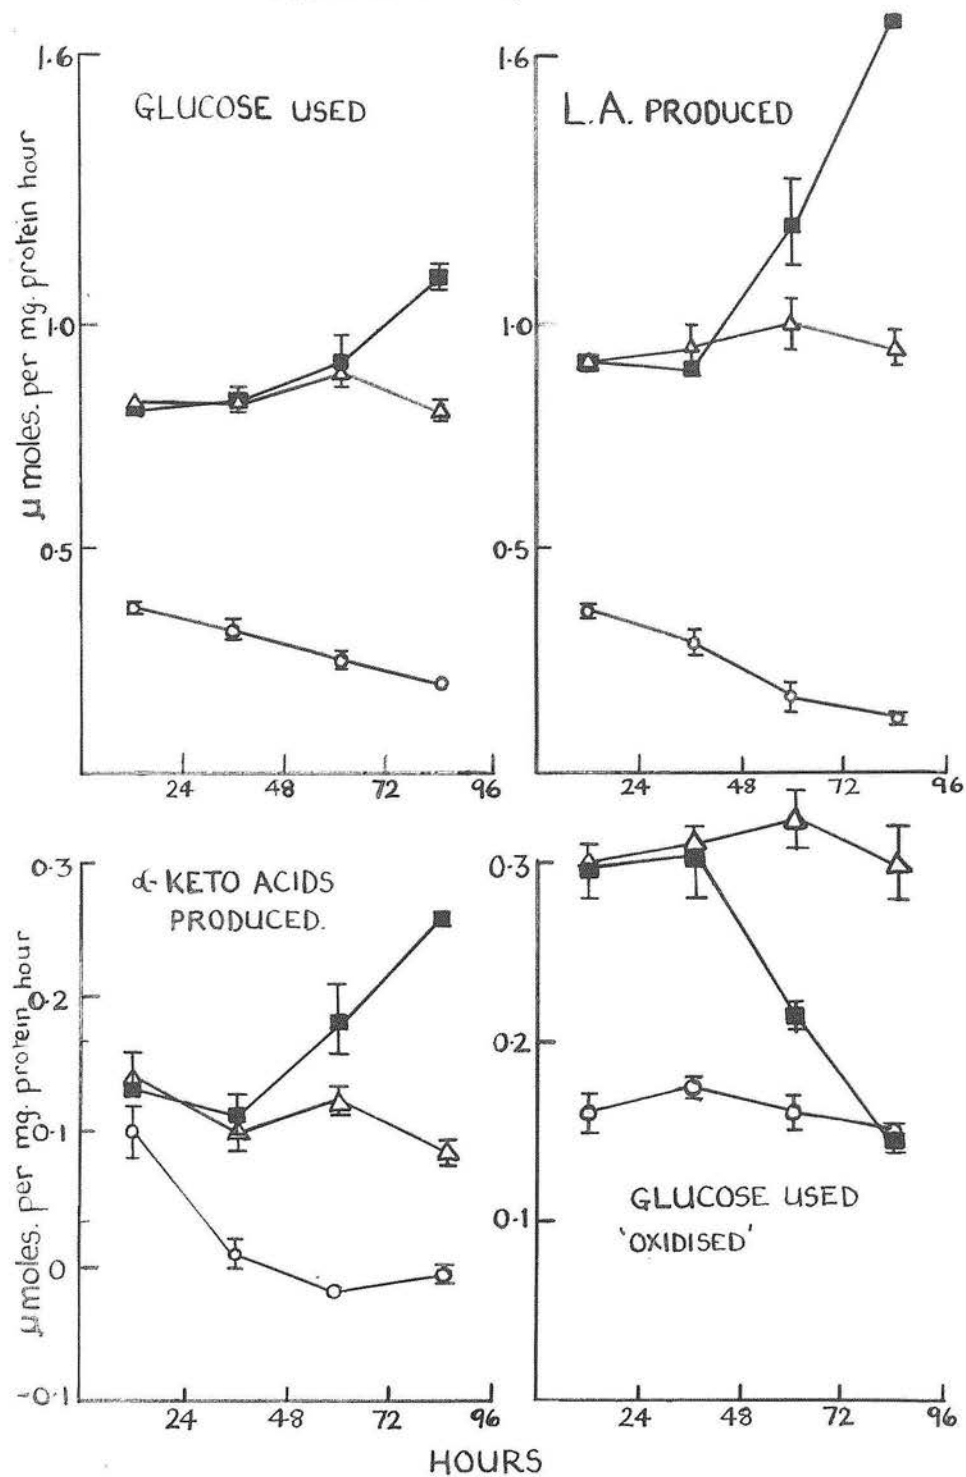 GLUCOSE USED
1.6
1.0
0.5
24 48 72 96
μmoles. per mg. protein hour
L.A. PRODUCED
1.6
1.0
0.5
24 48 72 96
α-KETO ACIDS
PRODUCED.
0.3
0.2
0.1
0
-0.1
24 48 72 96
μmoles. per mg. protein hour
GLUCOSE USED
'OXIDISED'
0.3
0.2
0.1
24 48 72 96
HOURS